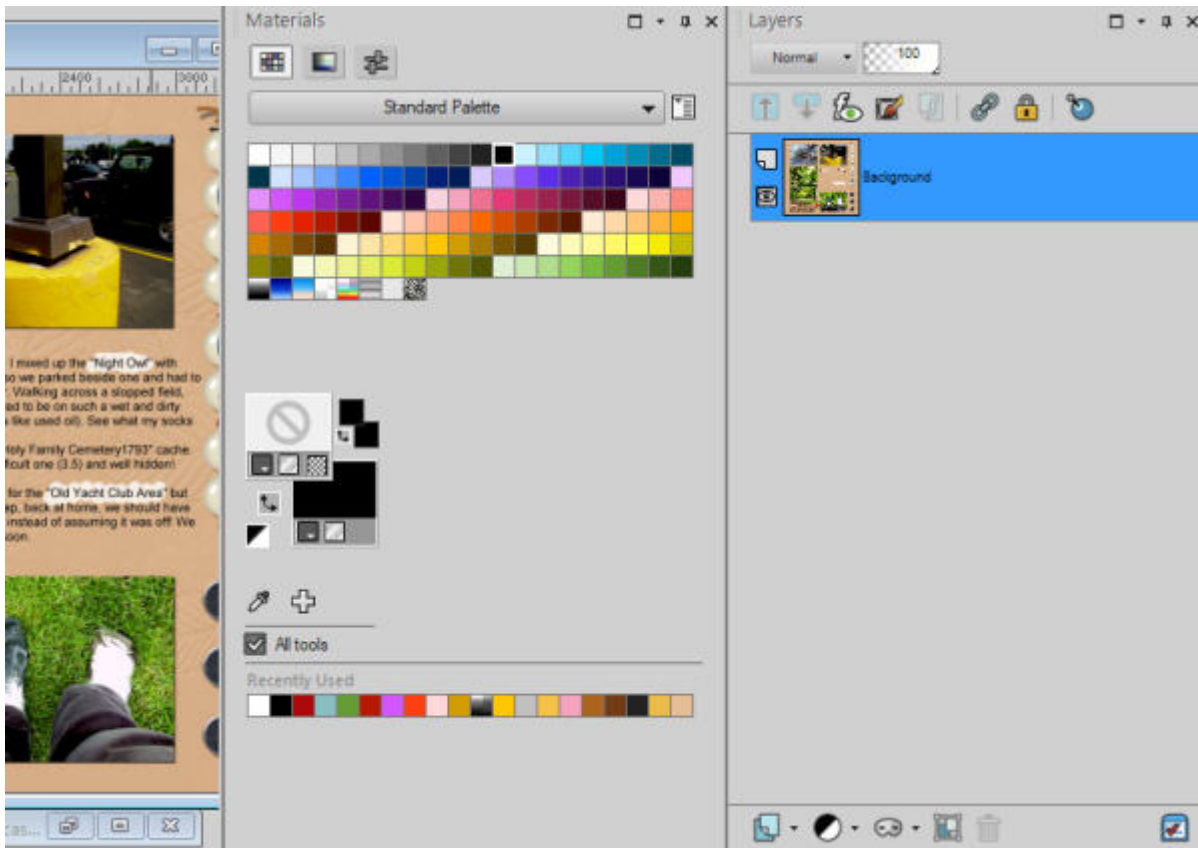 Materials
Layers
Normal
100
2400
3000
Standard Palette
Background
I mixed up the "Night Owl" with
so we parked beside one and had to
Walking across a slopped field,
ed to be on such a wet and dirty
like used oil). See what my socks
Holy Family Cemetery1793" cache.
ficult one (3.5) and well hidden!
for the "Old Yacht Club Area" but
ep, back at home, we should have
instead of assuming it was off! We
soon.
All tools
Recently Used
cas...